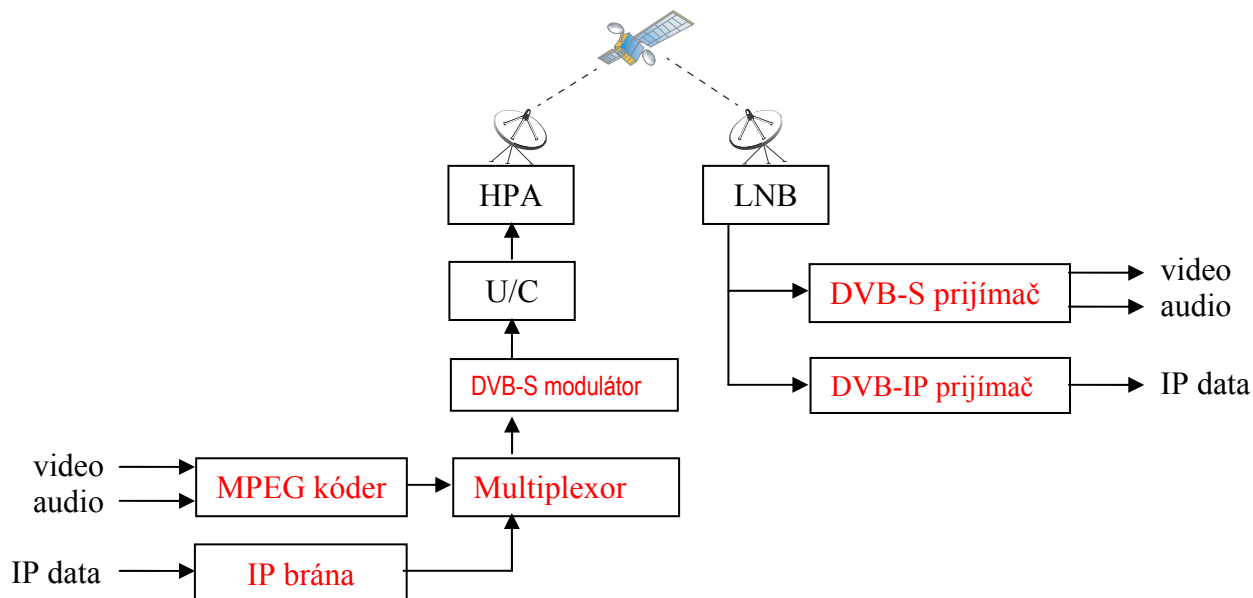 HPA
LNB
U/C
DVB-S prijímač
video
audio
DVB-S modulátor
DVB-IP prijímač
IP data
video
audio
MPEG kóder
Multiplexor
IP data
IP brána